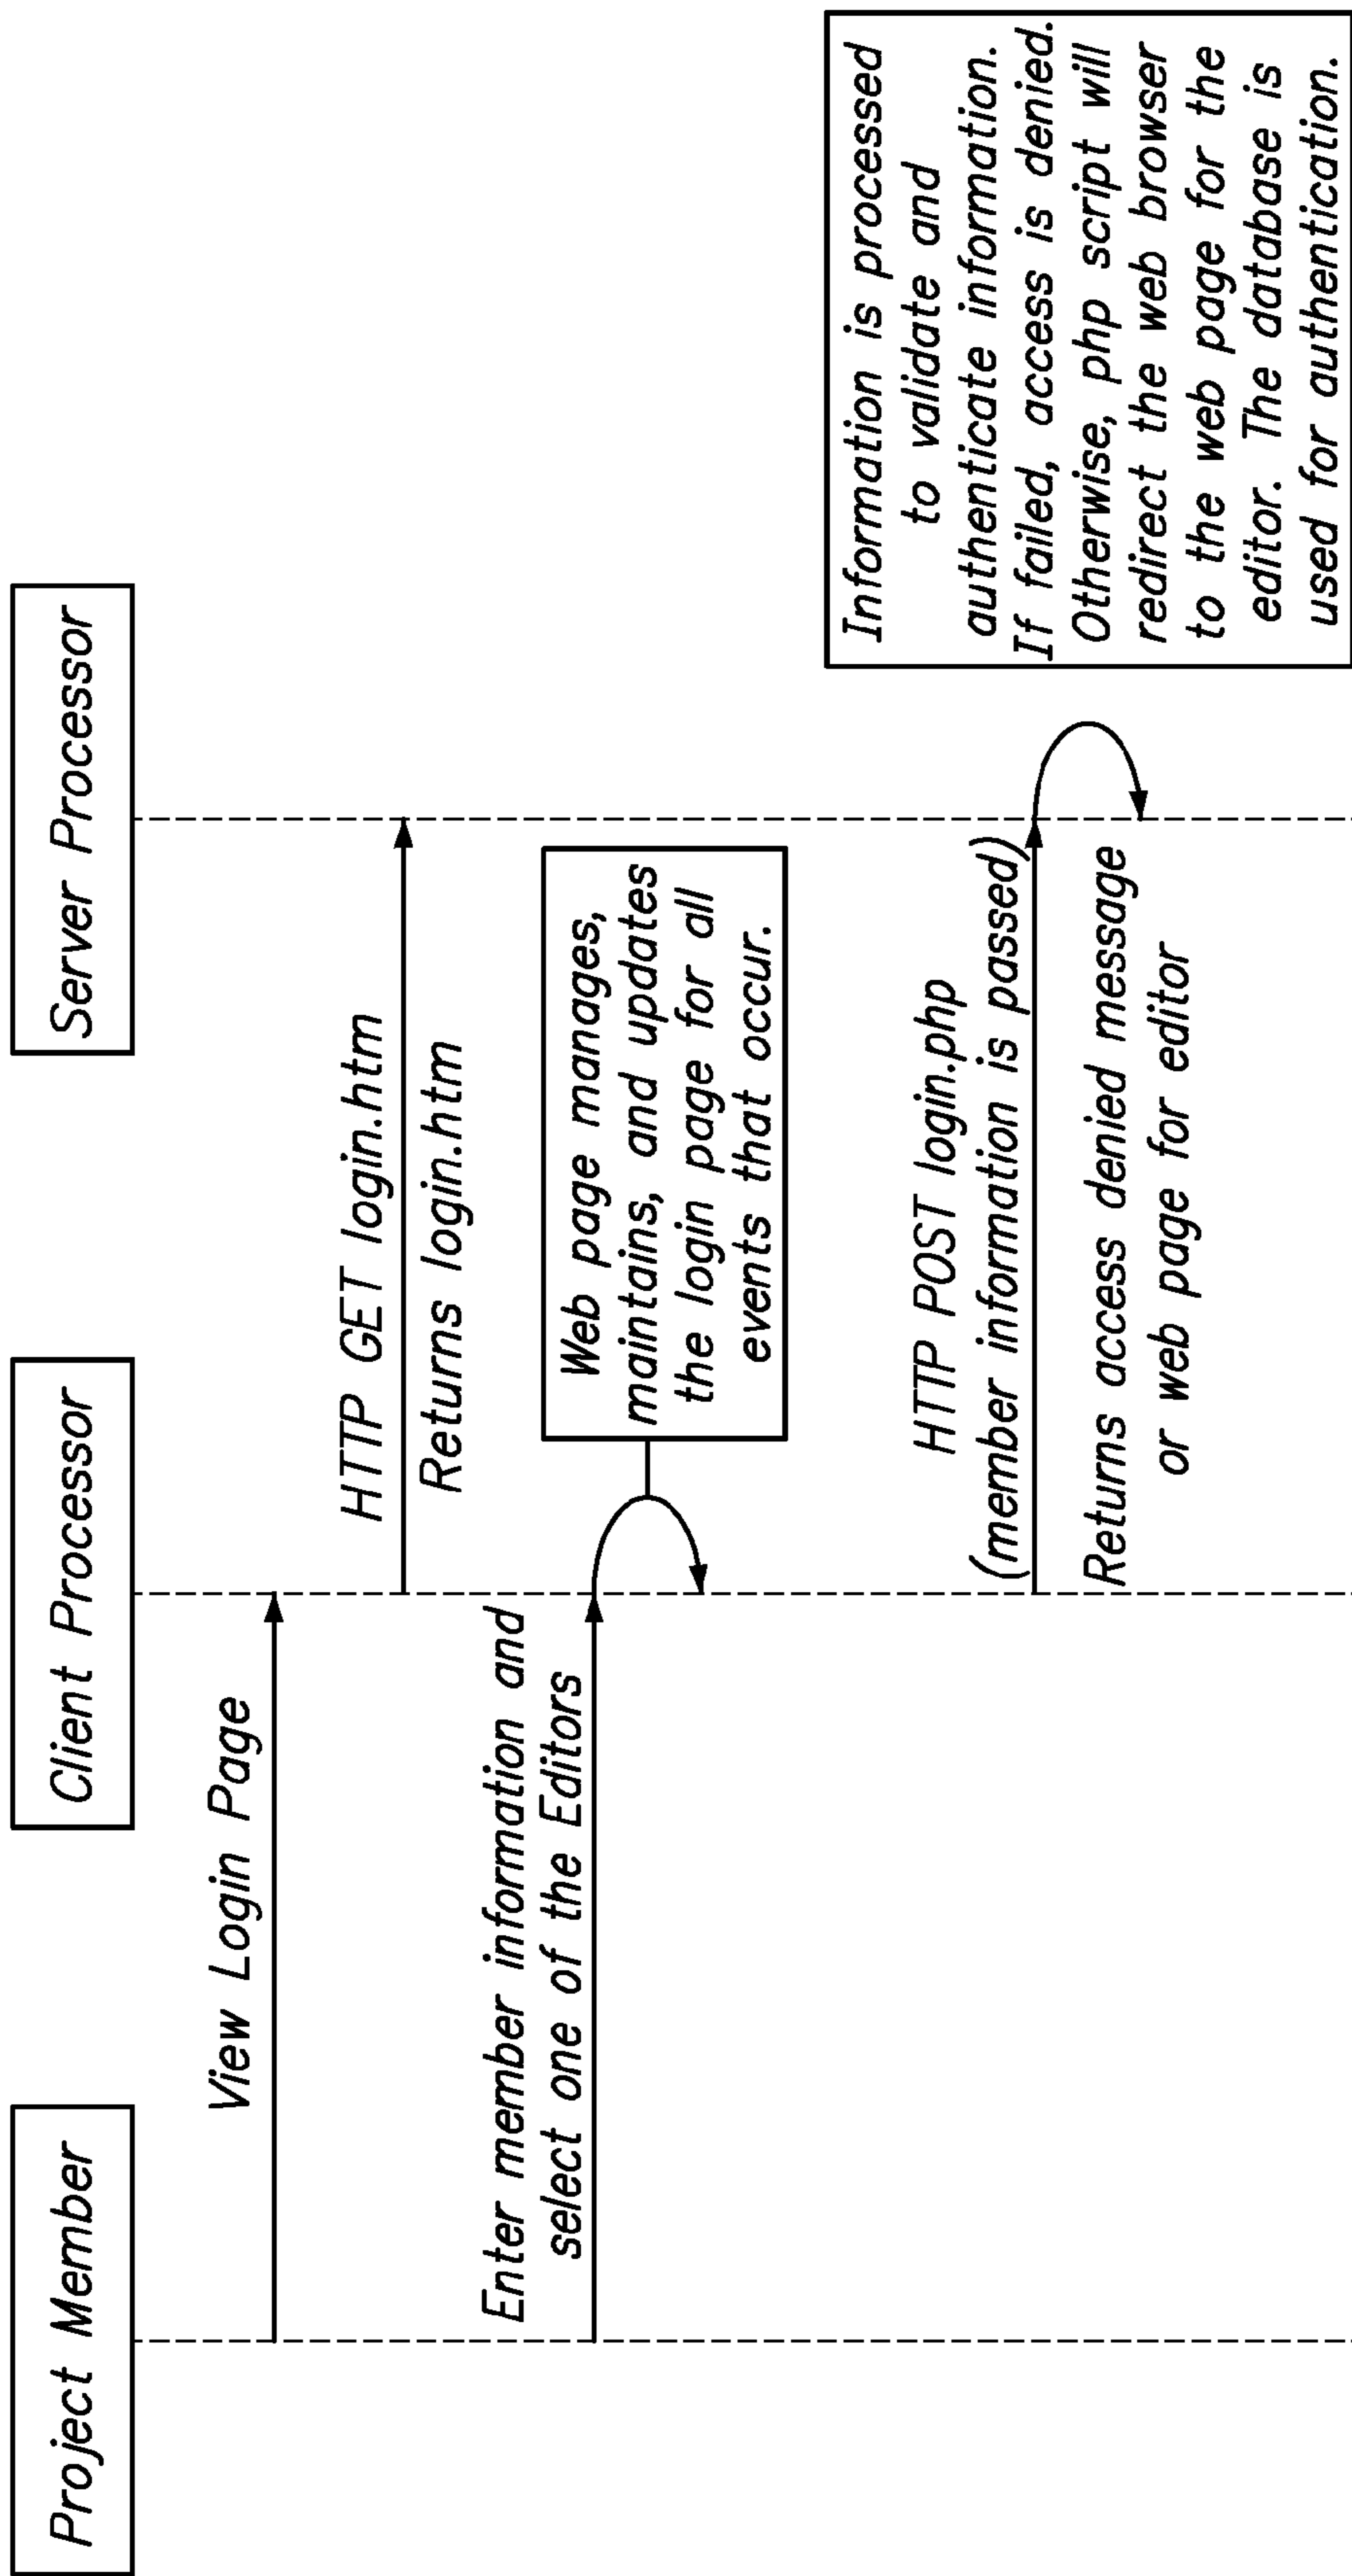 Project Member
Client Processor
Server Processor
View Login Page
HTTP GET login.htm
Returns login.htm
Enter member information and
select one of the Editors
Web page manages,
maintains, and updates
the login page for all
events that occur.
HTTP POST login.php
(member information is passed)
Returns access denied message
or web page for editor
Information is processed
to validate and
authenticate information.
If failed, access is denied.
Otherwise, php script will
redirect the web browser
to the web page for the
editor. The database is
used for authentication.